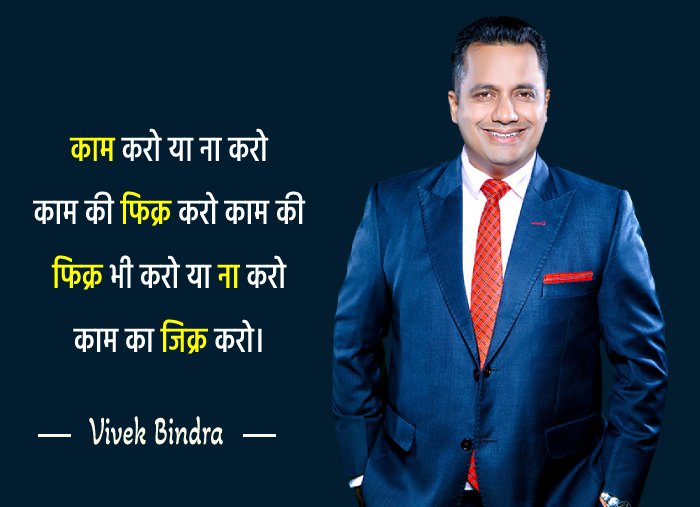 काम करो या ना करो
काम की फिक्र करो काम की
फिक्र भी करो या ना करो
काम का जिक्र करो।
— Vivek Bindra —